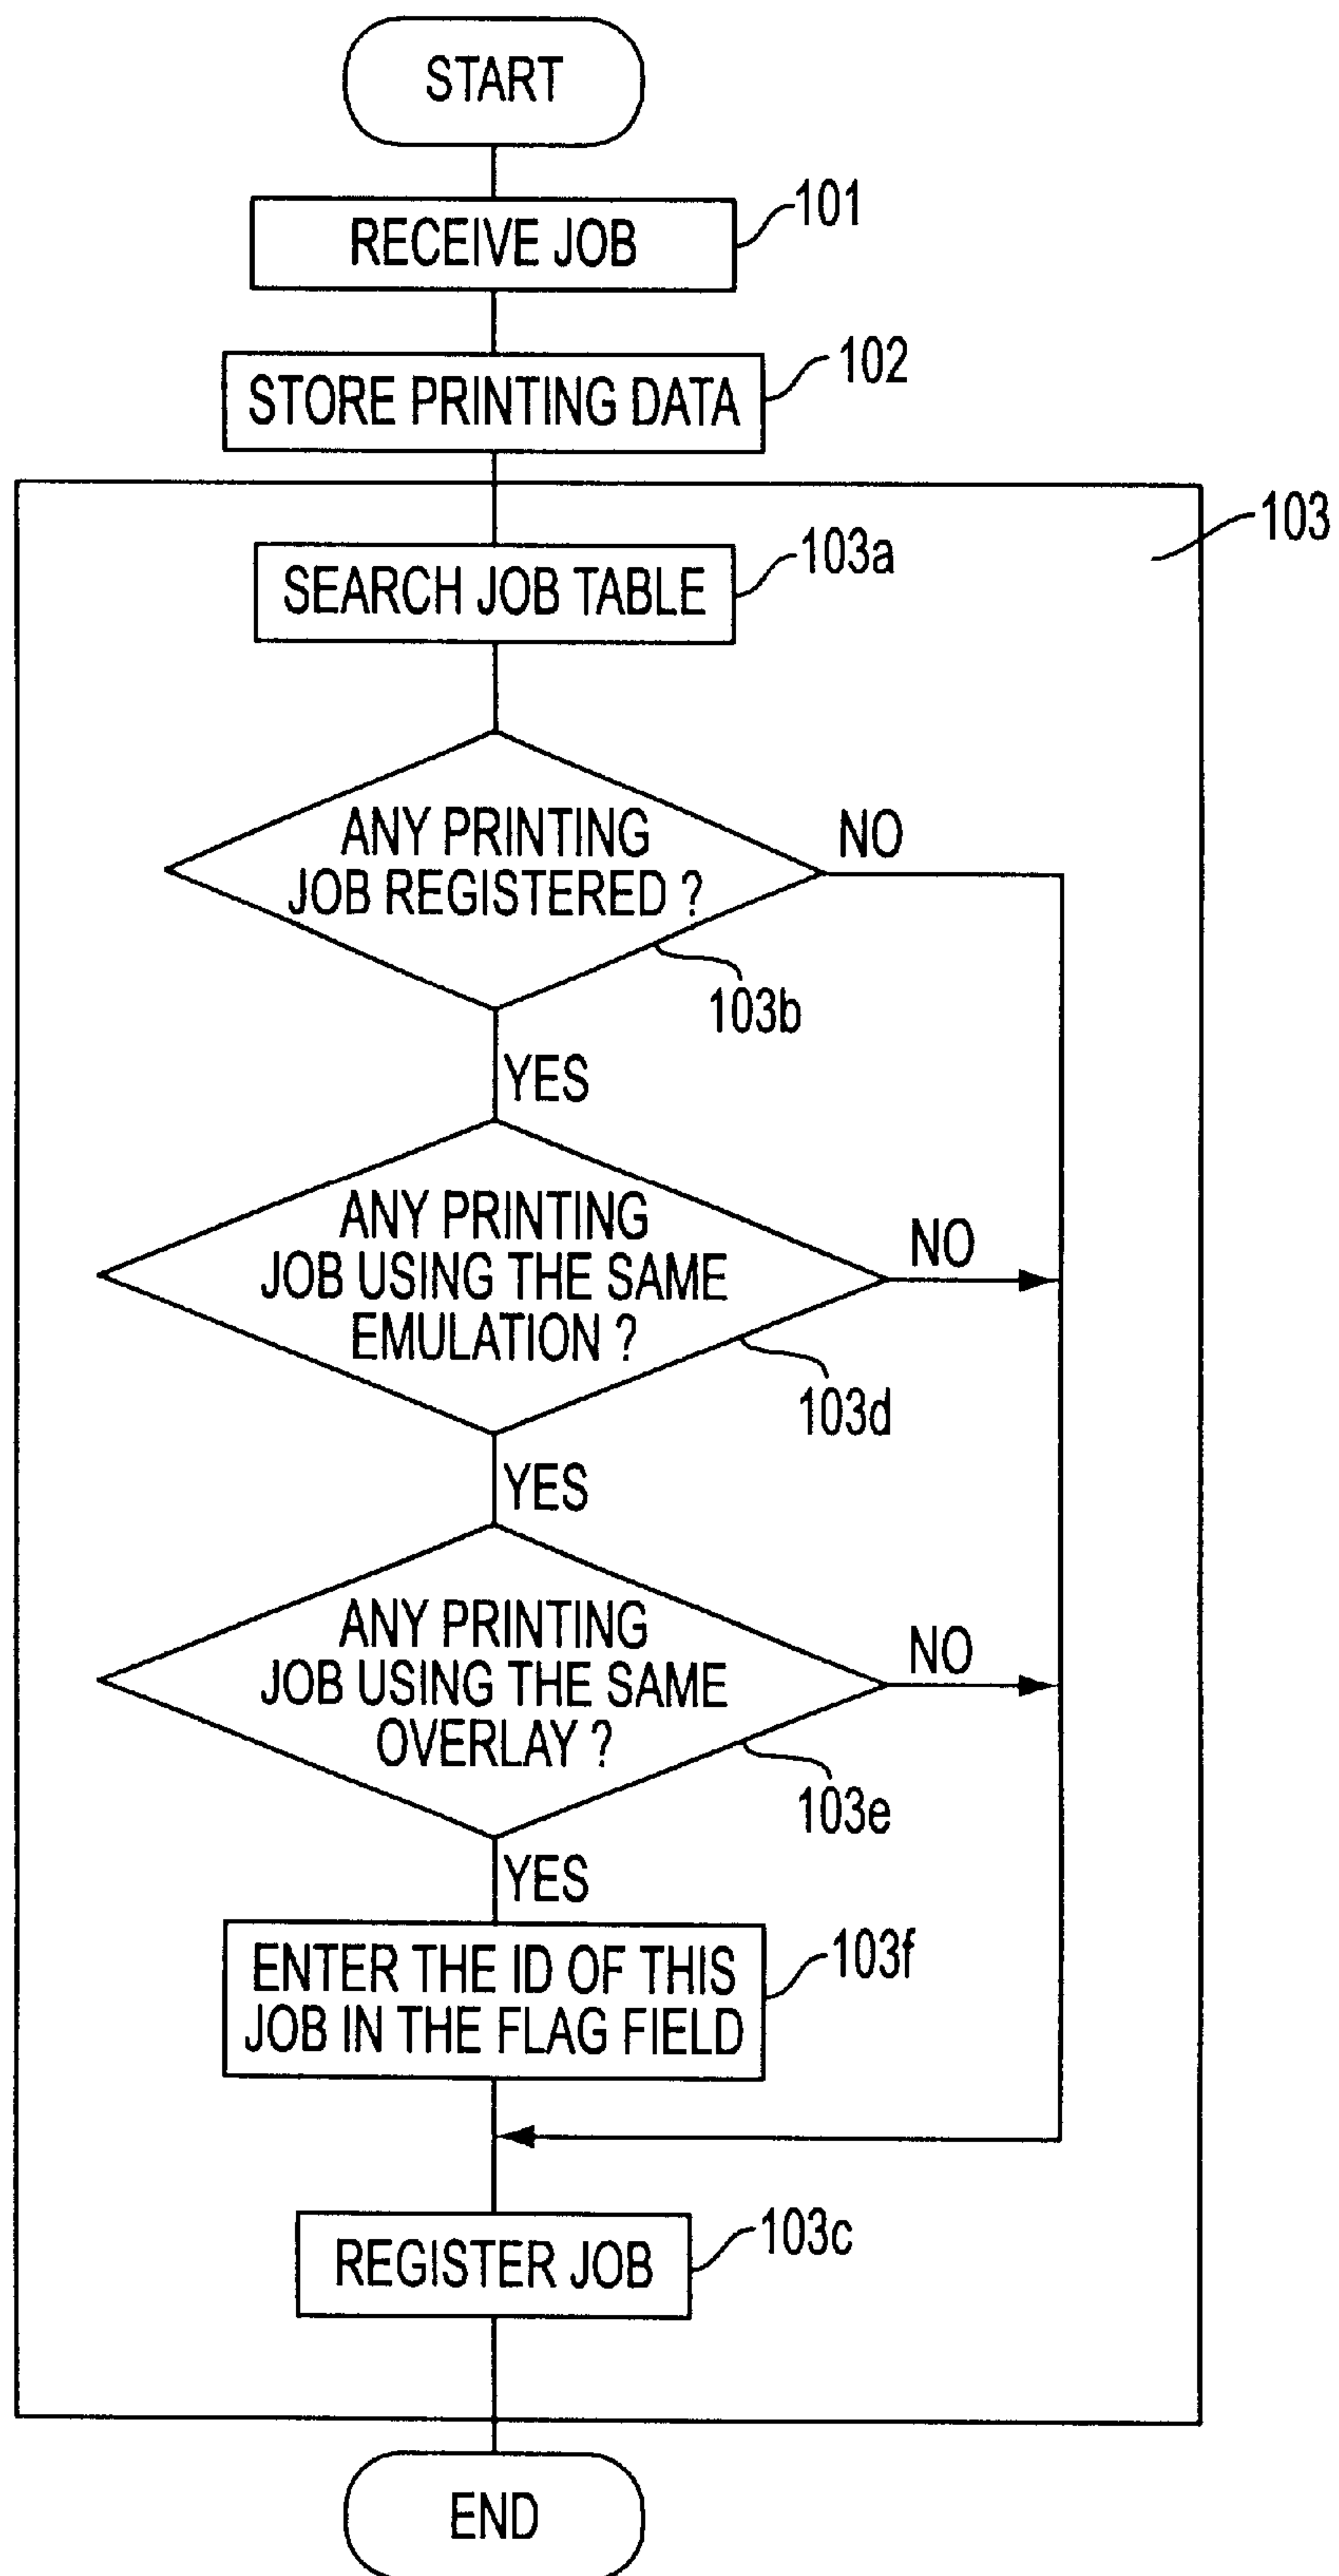 START
RECEIVE JOB
101
STORE PRINTING DATA
102
103
SEARCH JOB TABLE
103a
ANY PRINTING
JOB REGISTERED ?
NO
103b
YES
ANY PRINTING
JOB USING THE SAME
EMULATION ?
NO
103d
YES
ANY PRINTING
JOB USING THE SAME
OVERLAY ?
NO
103e
YES
ENTER THE ID OF THIS
JOB IN THE FLAG FIELD
103f
REGISTER JOB
103c
END